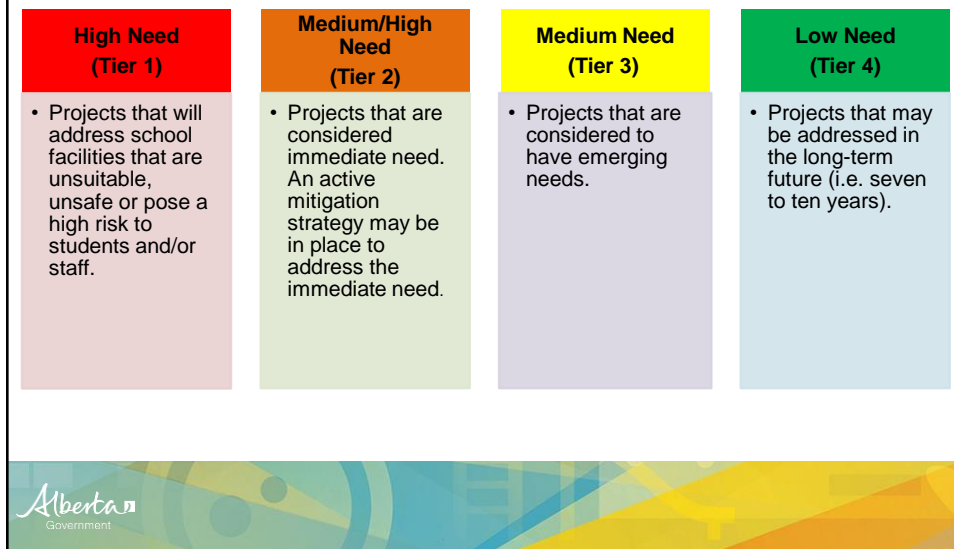 High Need
(Tier 1)
• Projects that will
address school
facilities that are
unsuitable,
unsafe or pose a
high risk to
students and/or
staff.
Medium/High
Need
(Tier 2)
• Projects that are
considered
immediate need.
An active
mitigation
strategy may be
in place to
address the
immediate need.
Medium Need
(Tier 3)
• Projects that are
considered to
have emerging
needs.
Low Need
(Tier 4)
• Projects that may
be addressed in
the long-term
future (i.e. seven
to ten years).
Alberta
Government